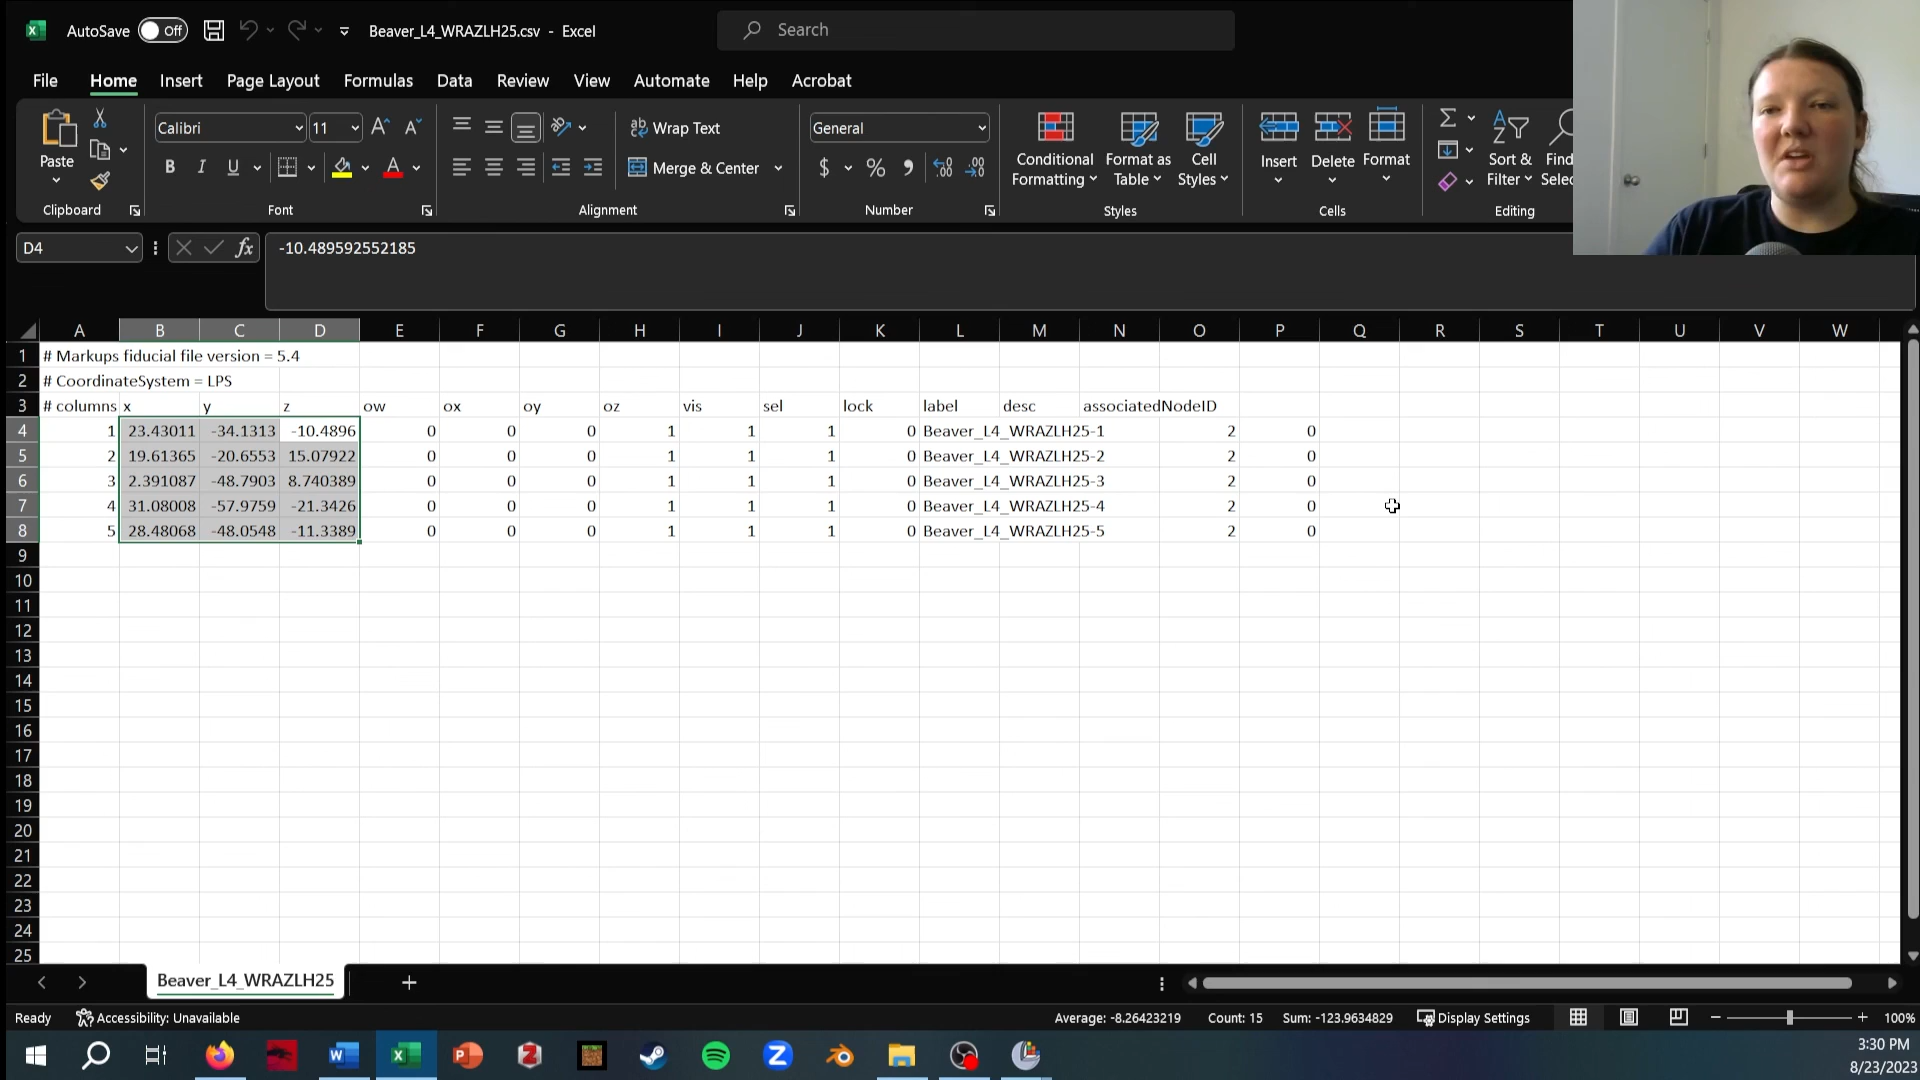 AutoSave Off Beaver_L4_WRAZLH25.csv - Excel Search
File Home Insert Page Layout Formulas Data Review View Automate Help Acrobat
Paste Calibri 11 A^ A˅ Wrap Text General Conditional Formatting Format as Table Cell Styles Insert Delete Format Sort & Filter Find Selec
B I U A Merge & Center $ % 9
Clipboard Font Alignment Number Styles Cells Editing
D4 fx -10.489592552185
A B C D E F G H I J K L M N O P Q R S T U V W
1 # Markups fiducial file version = 5.4
2 # CoordinateSystem = LPS
3 # columns x y z ow ox oy oz vis sel lock label desc associatedNodeID
4 1 23.43011 -34.1313 -10.4896 0 0 0 1 1 1 0 Beaver_L4_WRAZLH25-1 2 0
5 2 19.61365 -20.6553 15.07922 0 0 0 1 1 1 0 Beaver_L4_WRAZLH25-2 2 0
6 3 2.391087 -48.7903 8.740389 0 0 0 1 1 1 0 Beaver_L4_WRAZLH25-3 2 0
7 4 31.08008 -57.9759 -21.3426 0 0 0 1 1 1 0 Beaver_L4_WRAZLH25-4 2 0
8 5 28.48068 -48.0548 -11.3389 0 0 0 1 1 1 0 Beaver_L4_WRAZLH25-5 2 0
9
10
11
12
13
14
15
16
17
18
19
20
21
22
23
24
25
Beaver_L4_WRAZLH25
Ready Accessibility: Unavailable Average: -8.26423219 Count: 15 Sum: -123.9634829 Display Settings 100%
3:30 PM
8/23/2023